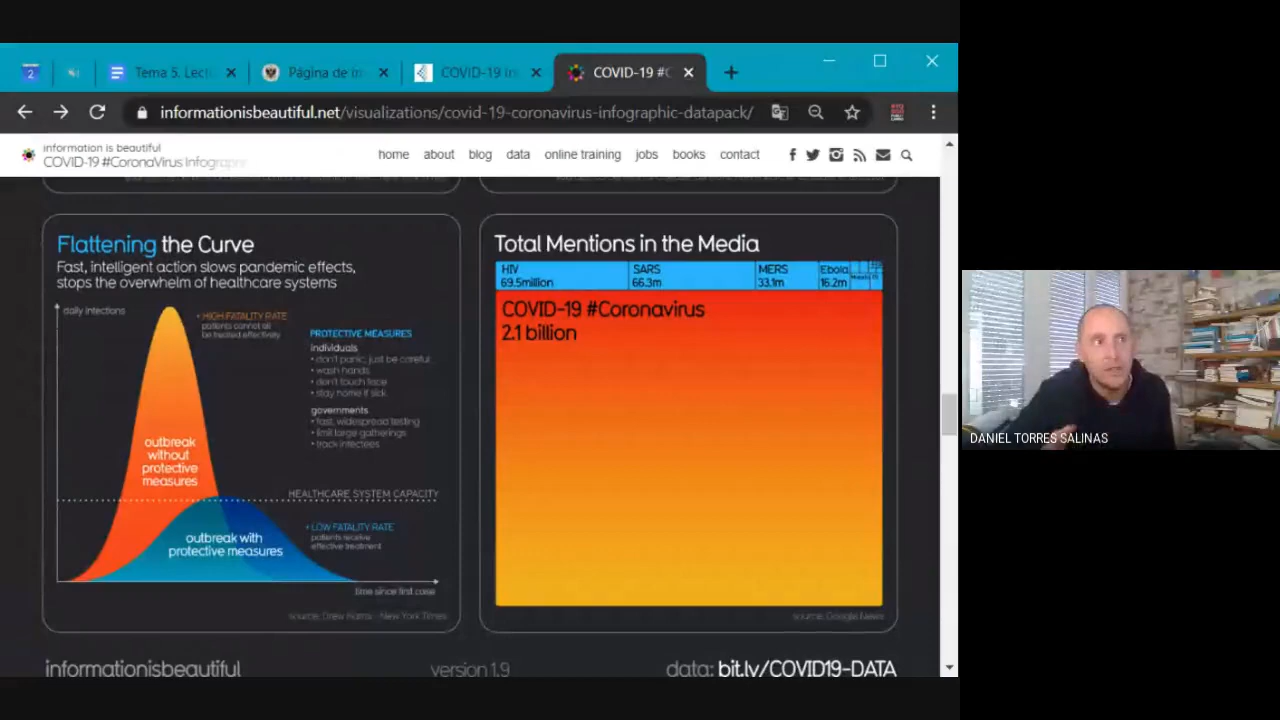 2
Tema 5. Lect
Página de in
COVID-19 In
COVID-19 #C
informationisbeautiful.net/visualizations/covid-19-coronavirus-infographic-datapack/
information is beautiful
COVID-19 #CoronaVirus Infograph
home about blog data online training jobs books contact
Flattening the Curve
Fast, intelligent action slows pandemic effects,
stops the overwhelm of healthcare systems
daily infections
• HIGH FATALITY RATE
patients cannot all
be treated effectively
PROTECTIVE MEASURES
individuals
• don't panic, just be careful
• wash hands
• don't touch face
• stay home if sick
governments
• fast, widespread testing
• limit large gatherings
• track infectees
outbreak
without
protective
measures
HEALTHCARE SYSTEM CAPACITY
outbreak with
protective measures
• LOW FATALITY RATE
patients receive
effective treatment
time since first case
source: Drew Harris - New York Times
Total Mentions in the Media
HIV
69.5million
SARS
66.3m
MERS
33.1m
Ebola
16.2m
COVID-19 #Coronavirus
2.1 billion
source: Google News
informationisbeautiful
version 1.9
data: bit.ly/COVID19-DATA
DANIEL TORRES SALINAS